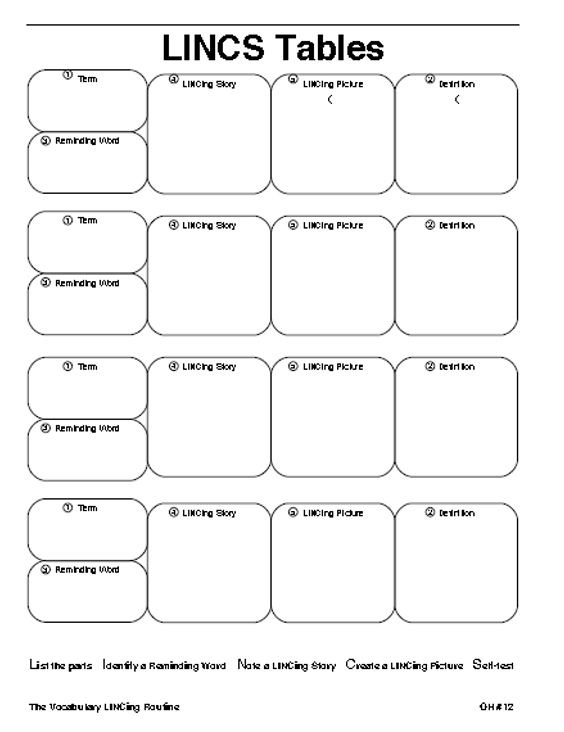 LINCS Tables
① Term
④ LINCing Story
⑤ LINCing Picture
② Definition
(
(
③ Reminding Word
① Term
④ LINCing Story
⑤ LINCing Picture
② Definition
③ Reminding Word
① Term
④ LINCing Story
⑤ LINCing Picture
② Definition
③ Reminding Word
① Term
④ LINCing Story
⑤ LINCing Picture
② Definition
③ Reminding Word
List the parts Identify a Reminding Word Note a LINCing Story Create a LINCing Picture Self-test
The Vocabulary LINCing Routine
OH #12